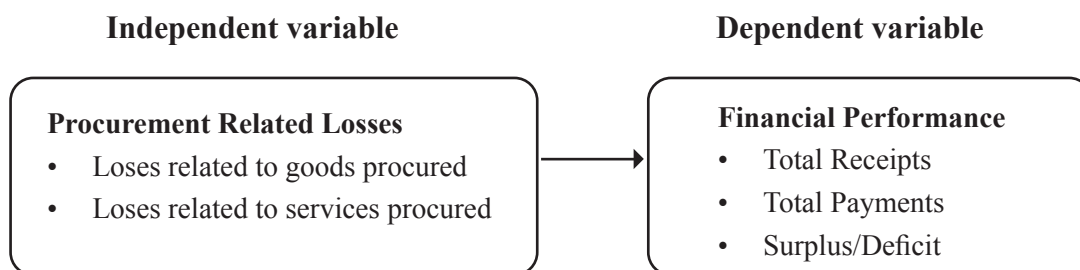 Independent variable
Dependent variable
Procurement Related Losses
• Loses related to goods procured
• Loses related to services procured
Financial Performance
• Total Receipts
• Total Payments
• Surplus/Deficit